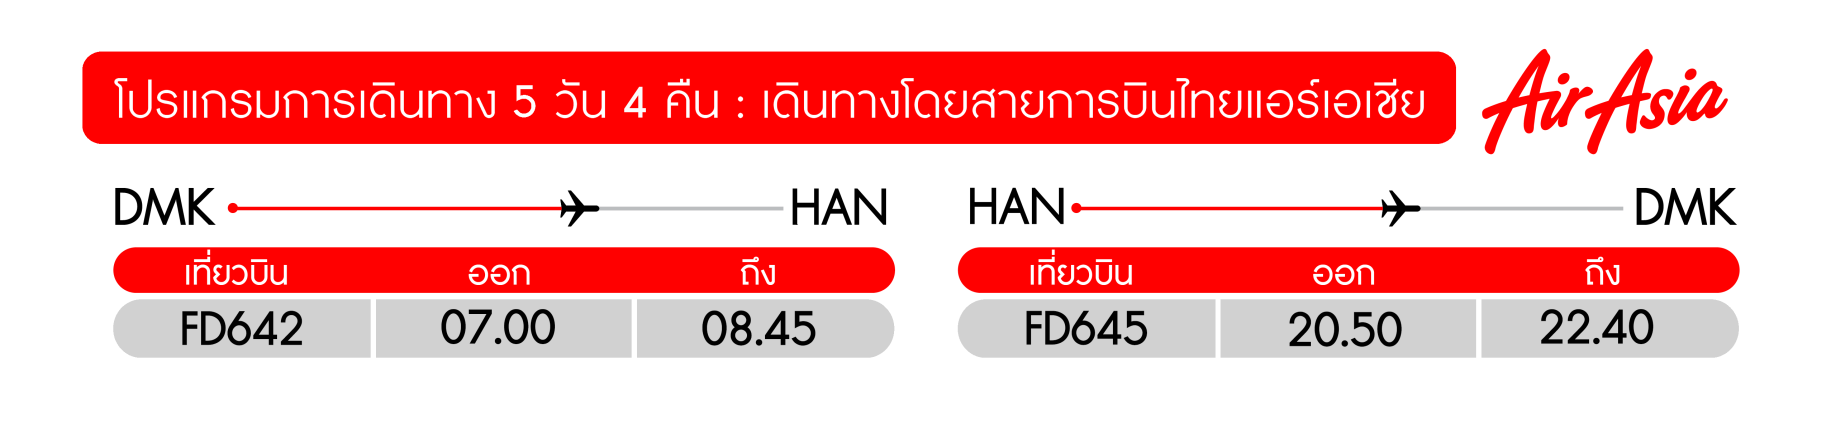 โปรแกรมการเดินทาง 5 วัน 4 คืน : เดินทางโดยสายการบินไทยแอร์เอเชีย
AirAsia
DMK HAN
เที่ยวบิน ออก ถึง
FD642 07.00 08.45
HAN DMK
เที่ยวบิน ออก ถึง
FD645 20.50 22.40